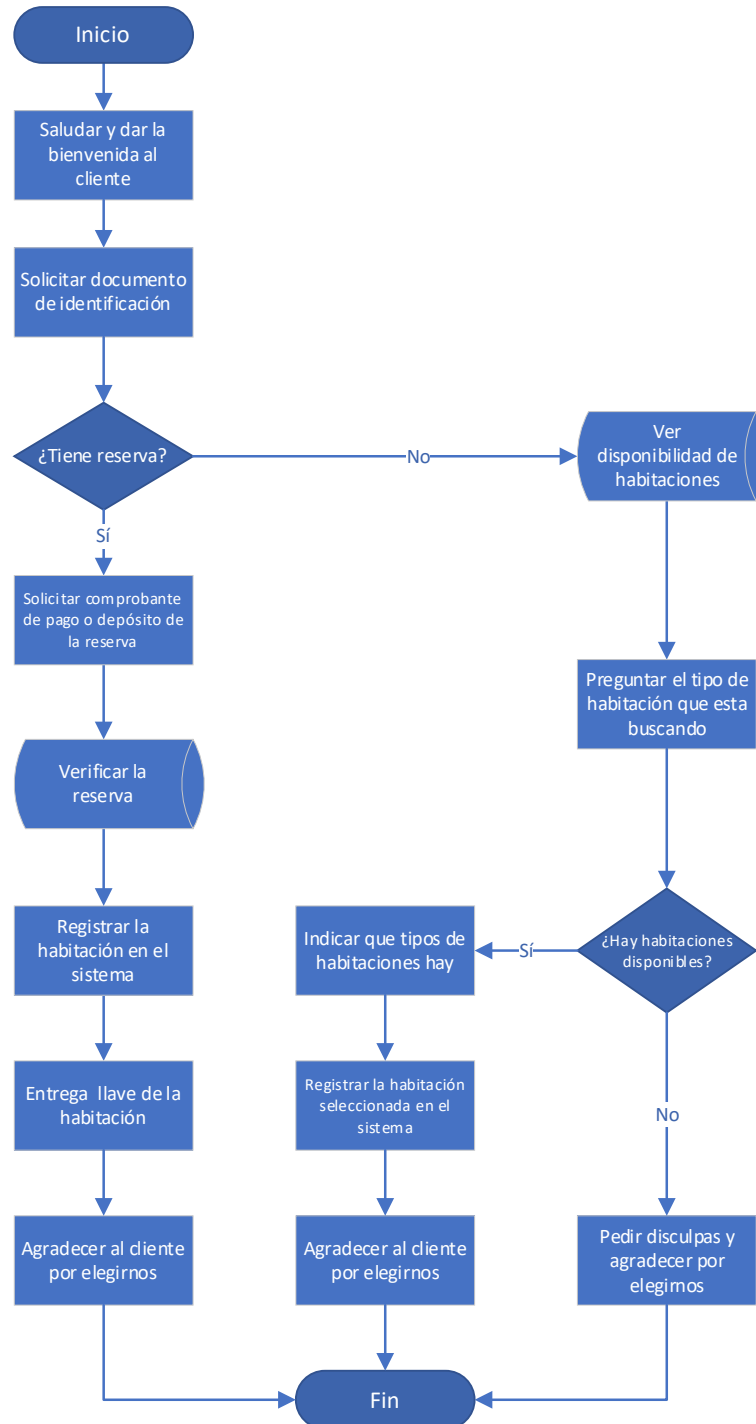 Inicio
Saludar y dar la
bienvenida al
cliente
Solicitar documento
de identificación
¿Tiene reserva?
No
Ver
disponibilidad de
habitaciones
Sí
Solicitar comprobante
de pago o depósito de
la reserva
Preguntar el tipo de
habitación que esta
buscando
Verificar la
reserva
Registrar la
habitación en el
sistema
Indicar que tipos de
habitaciones hay
Sí
¿Hay habitaciones
disponibles?
Entrega llave de la
habitación
Registrar la habitación
seleccionada en el
sistema
No
Agradecer al cliente
por elegirnos
Agradecer al cliente
por elegirnos
Pedir disculpas y
agradecer por
elegirnos
Fin